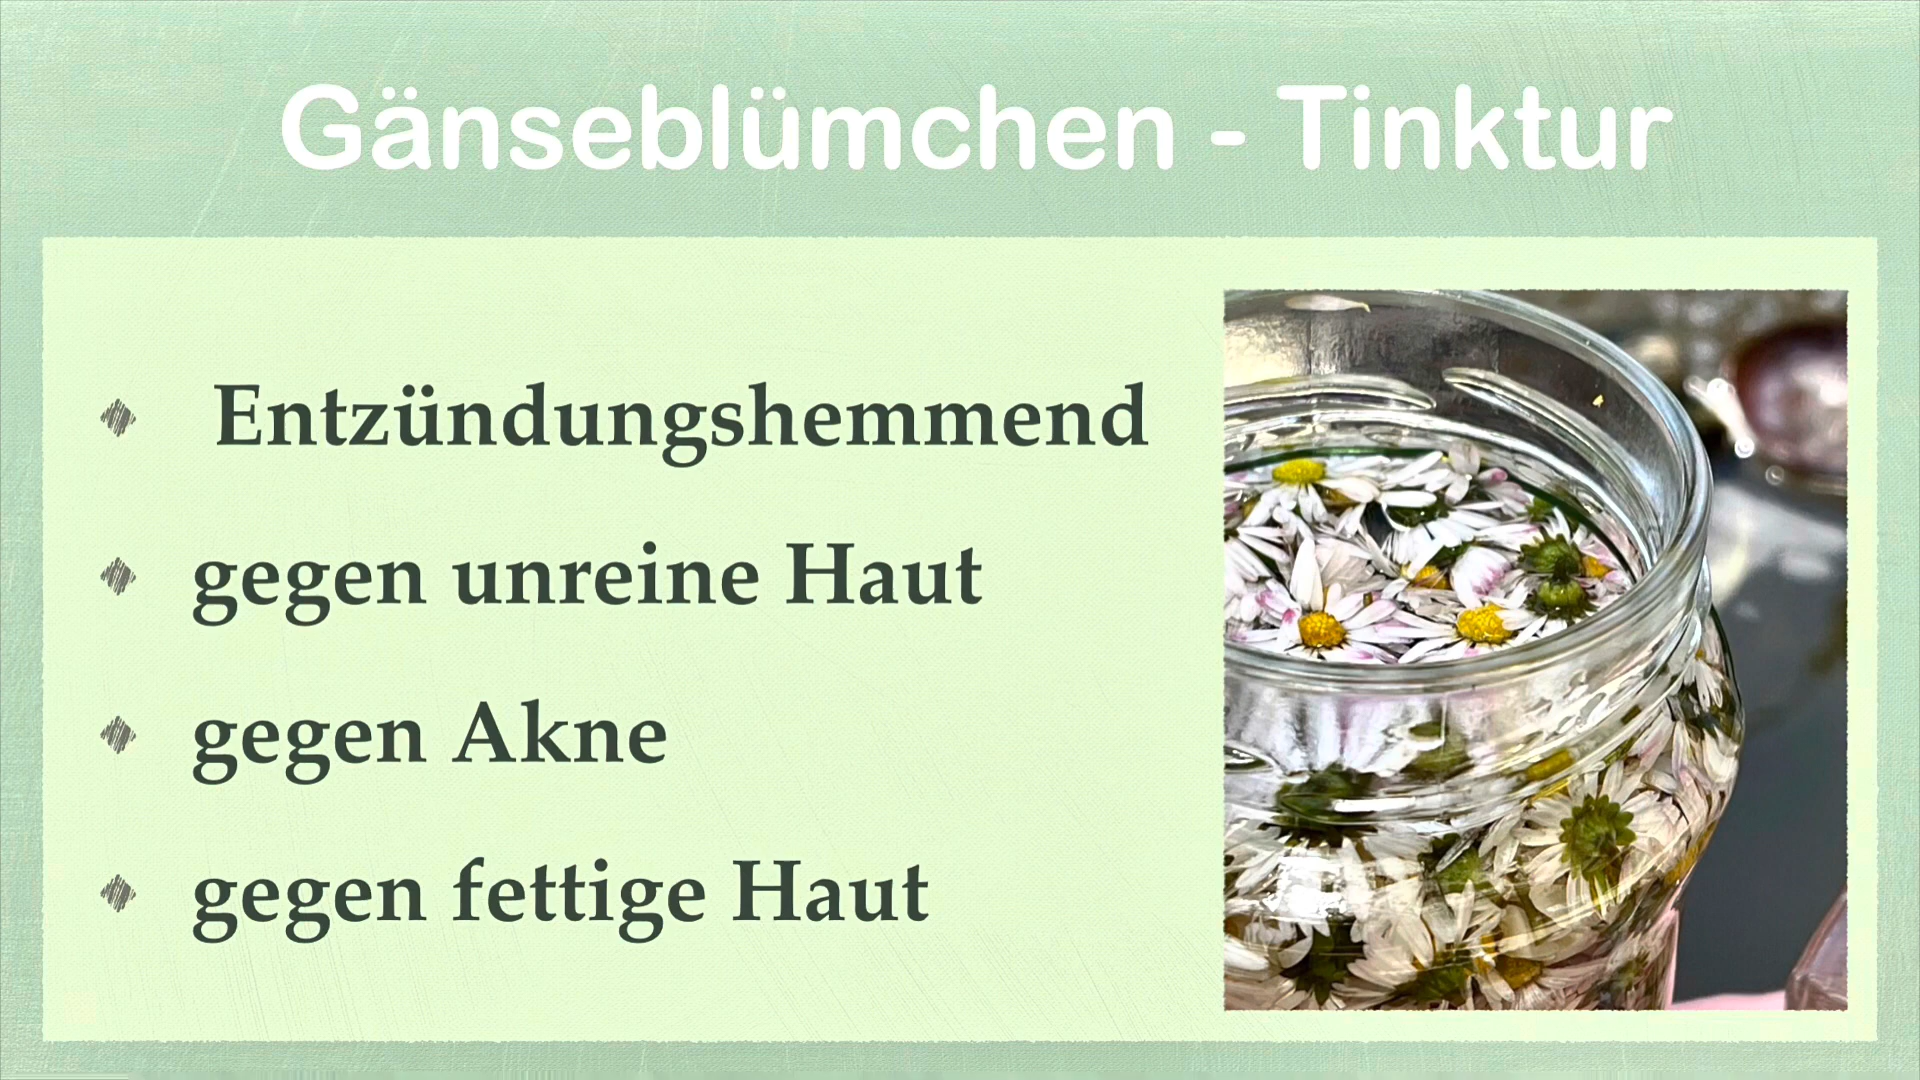 Gänseblümchen - Tinktur
Entzündungshemmend
gegen unreine Haut
gegen Akne
gegen fettige Haut